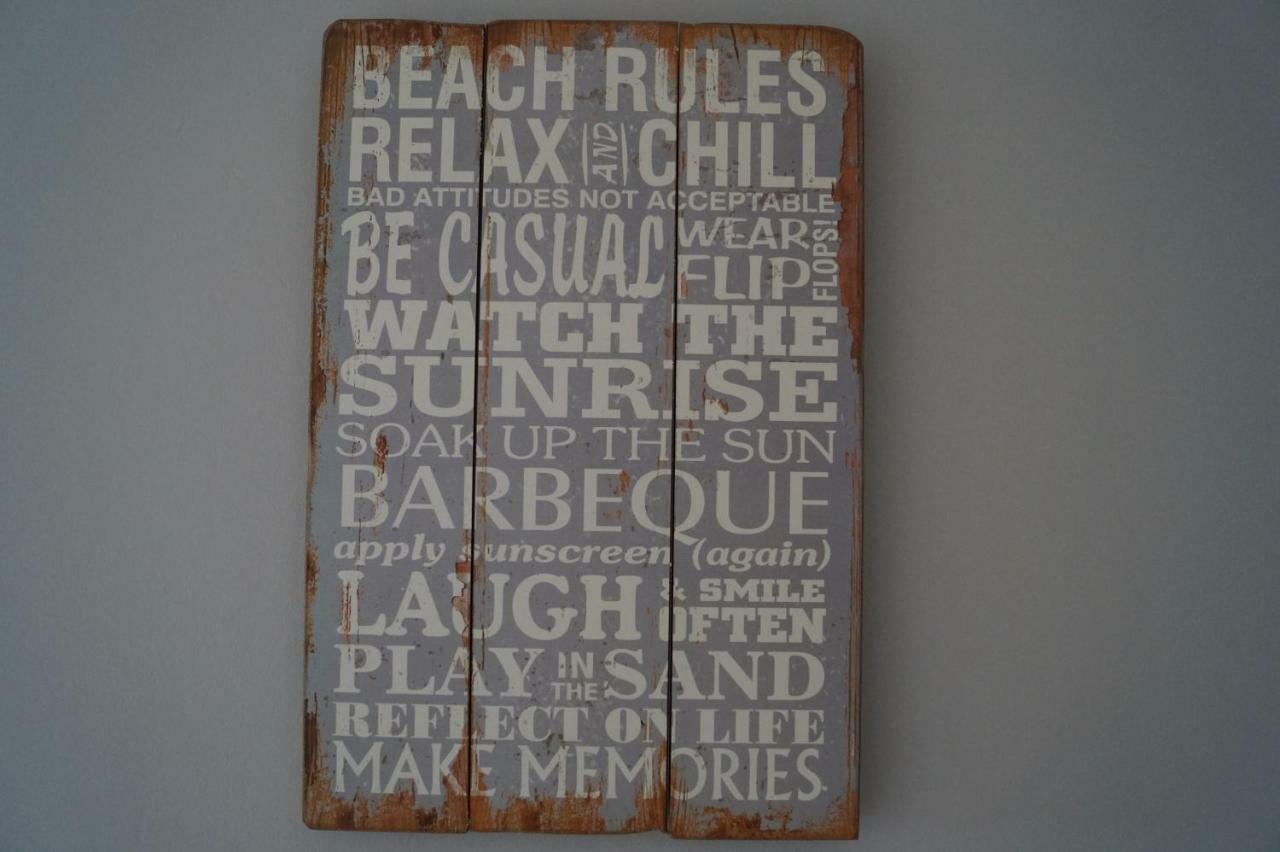 BEACH RULES
RELAX AND CHILL
BAD ATTITUDES NOT ACCEPTABLE
BE CASUAL WEAR
FLIP FLOPS!
WATCH THE
SUNRISE
SOAK UP THE SUN
BARBEQUE
apply sunscreen (again)
LAUGH & SMILE
OFTEN
PLAY IN THE SAND
REFLECT ON LIFE
MAKE MEMORIES